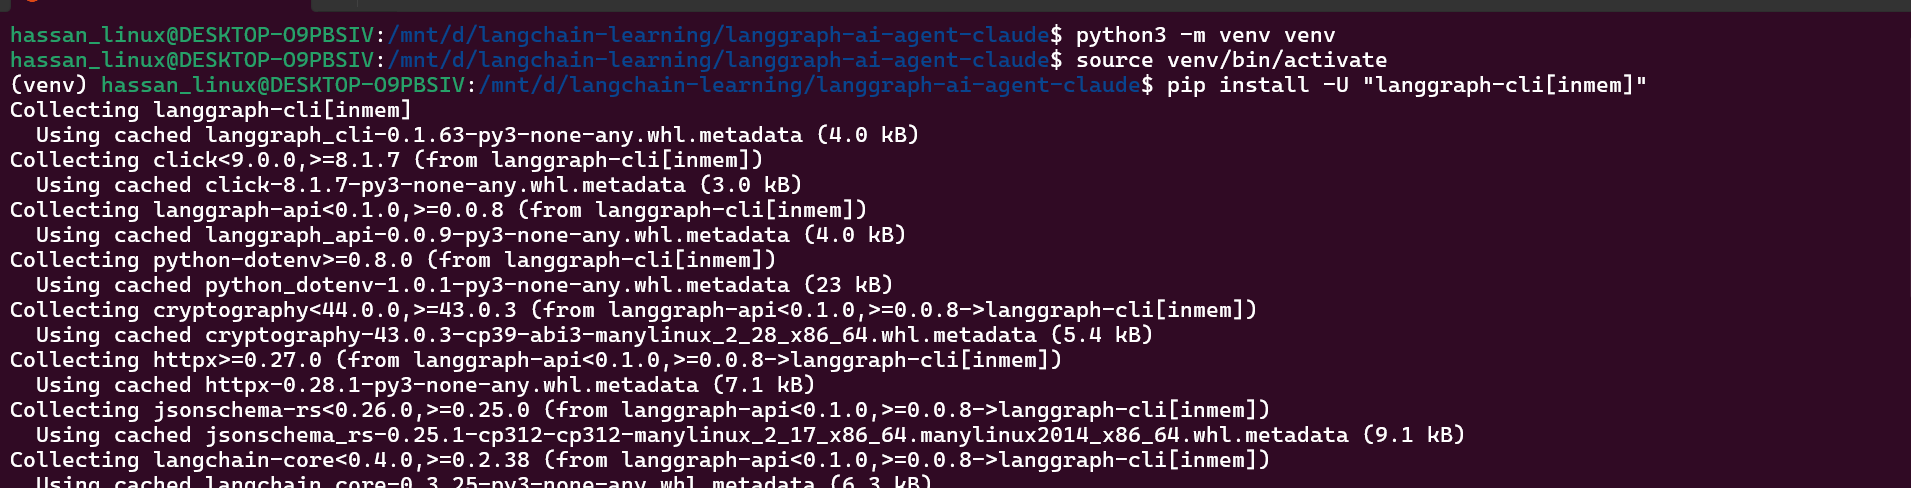 hassan_linux@DESKTOP-O9PBSIV:/mnt/d/langchain-learning/langgraph-ai-agent-claude$ python3 -m venv venv
hassan_linux@DESKTOP-O9PBSIV:/mnt/d/langchain-learning/langgraph-ai-agent-claude$ source venv/bin/activate
(venv) hassan_linux@DESKTOP-O9PBSIV:/mnt/d/langchain-learning/langgraph-ai-agent-claude$ pip install -U "langgraph-cli[inmem]"
Collecting langgraph-cli[inmem]
  Using cached langgraph_cli-0.1.63-py3-none-any.whl.metadata (4.0 kB)
Collecting click<9.0.0,>=8.1.7 (from langgraph-cli[inmem])
  Using cached click-8.1.7-py3-none-any.whl.metadata (3.0 kB)
Collecting langgraph-api<0.1.0,>=0.0.8 (from langgraph-cli[inmem])
  Using cached langgraph_api-0.0.9-py3-none-any.whl.metadata (4.0 kB)
Collecting python-dotenv>=0.8.0 (from langgraph-cli[inmem])
  Using cached python_dotenv-1.0.1-py3-none-any.whl.metadata (23 kB)
Collecting cryptography<44.0.0,>=43.0.3 (from langgraph-api<0.1.0,>=0.0.8->langgraph-cli[inmem])
  Using cached cryptography-43.0.3-cp39-abi3-manylinux_2_28_x86_64.whl.metadata (5.4 kB)
Collecting httpx>=0.27.0 (from langgraph-api<0.1.0,>=0.0.8->langgraph-cli[inmem])
  Using cached httpx-0.28.1-py3-none-any.whl.metadata (7.1 kB)
Collecting jsonschema-rs<0.26.0,>=0.25.0 (from langgraph-api<0.1.0,>=0.0.8->langgraph-cli[inmem])
  Using cached jsonschema_rs-0.25.1-cp312-cp312-manylinux_2_17_x86_64.manylinux2014_x86_64.whl.metadata (9.1 kB)
Collecting langchain-core<0.4.0,>=0.2.38 (from langgraph-api<0.1.0,>=0.0.8->langgraph-cli[inmem])
  Using cached langchain_core-0.3.25-py3-none-any.whl.metadata (6.3 kB)